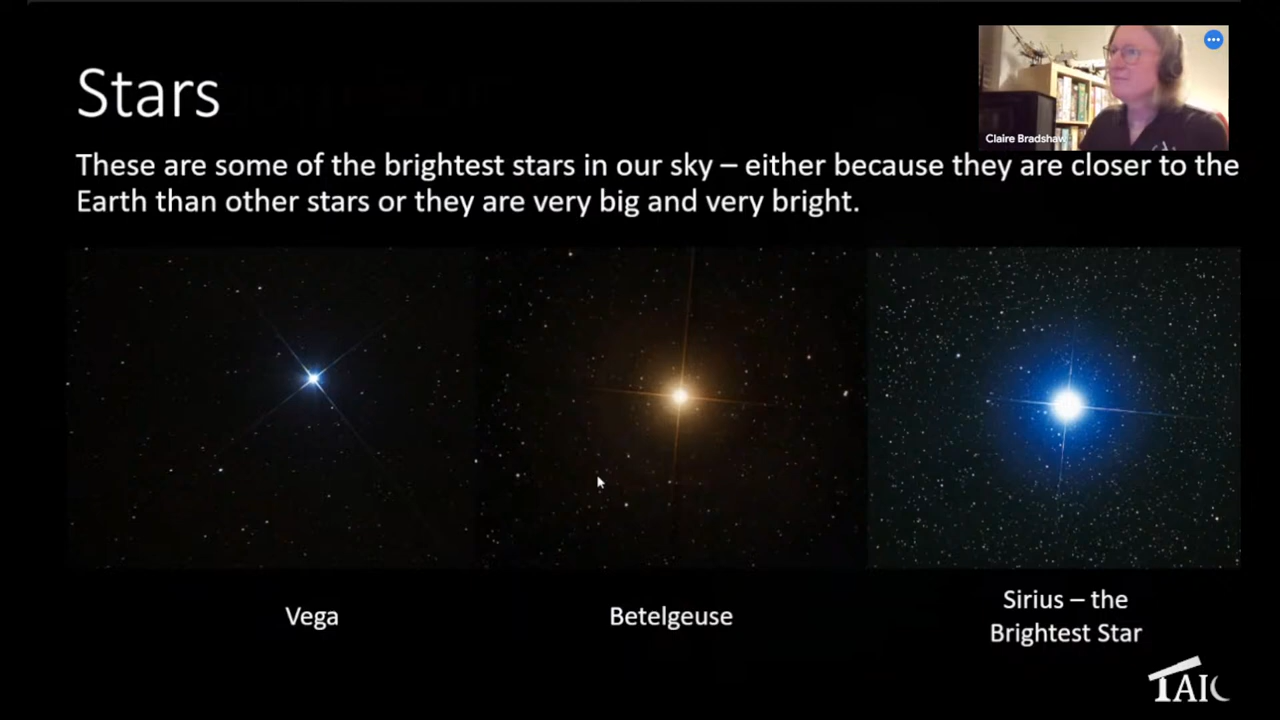 Stars
Claire Bradshaw
These are some of the brightest stars in our sky – either because they are closer to the
Earth than other stars or they are very big and very bright.
Vega
Betelgeuse
Sirius – the
Brightest Star
TAIC